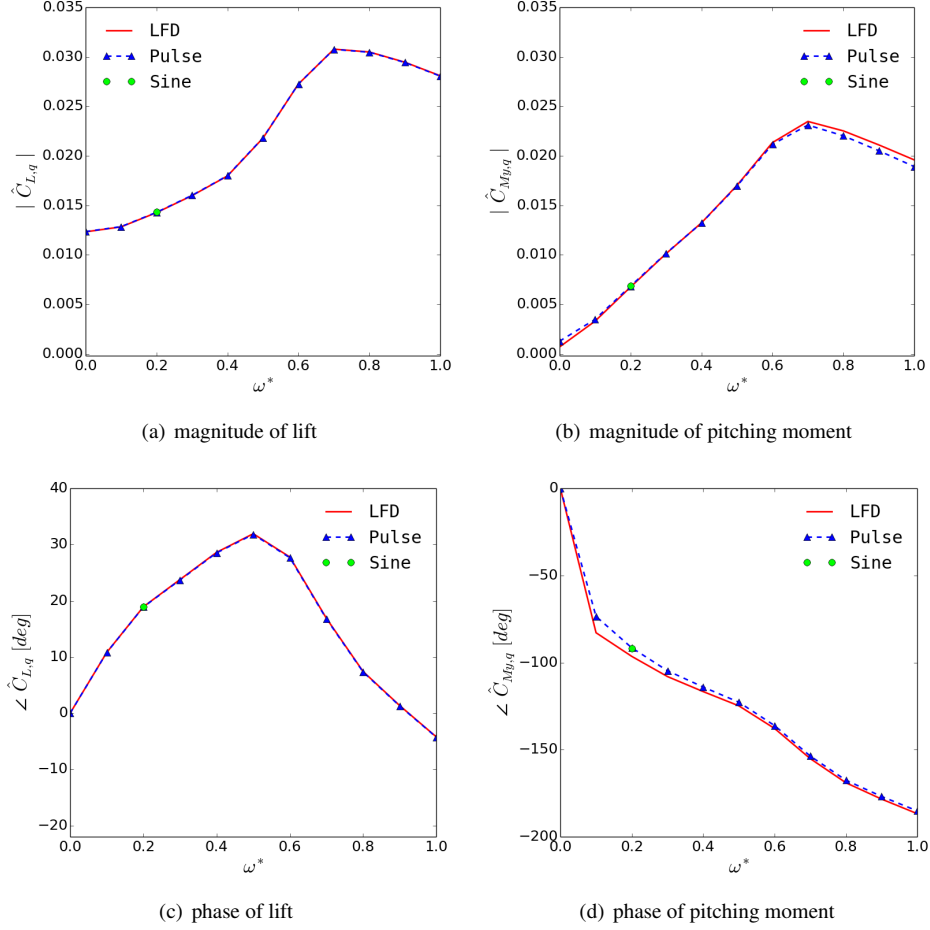 0.035
0.030
0.025
0.020
0.015
0.010
0.005
0.000
| Ĉ_{L,q} |
LFD
Pulse
Sine
0.0 0.2 0.4 0.6 0.8 1.0
ω*
(a) magnitude of lift
0.035
0.030
0.025
0.020
0.015
0.010
0.005
0.000
| Ĉ_{My,q} |
LFD
Pulse
Sine
0.0 0.2 0.4 0.6 0.8 1.0
ω*
(b) magnitude of pitching moment
40
30
20
10
0
−10
−20
∠ Ĉ_{L,q} [deg]
LFD
Pulse
Sine
0.0 0.2 0.4 0.6 0.8 1.0
ω*
(c) phase of lift
0
−50
−100
−150
−200
∠ Ĉ_{My,q} [deg]
LFD
Pulse
Sine
0.0 0.2 0.4 0.6 0.8 1.0
ω*
(d) phase of pitching moment